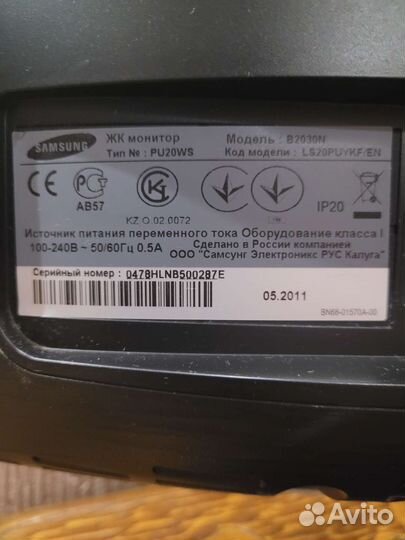 SAMSUNG
ЖК монитор
Тип № : PU20WS
Модель : B2030N
Код модели : LS20PUYKF/EN
АВ57
KZ.O.02.0072
IP20
Источник питания переменного тока Оборудование класса I
100-240В ~ 50/60Гц 0.5А
Сделано в России компанией
ООО "Самсунг Электроникс РУС Калуга"
Серийный номер : 0478HLNB500287E
05.2011
BN68-01570A-00
Avito